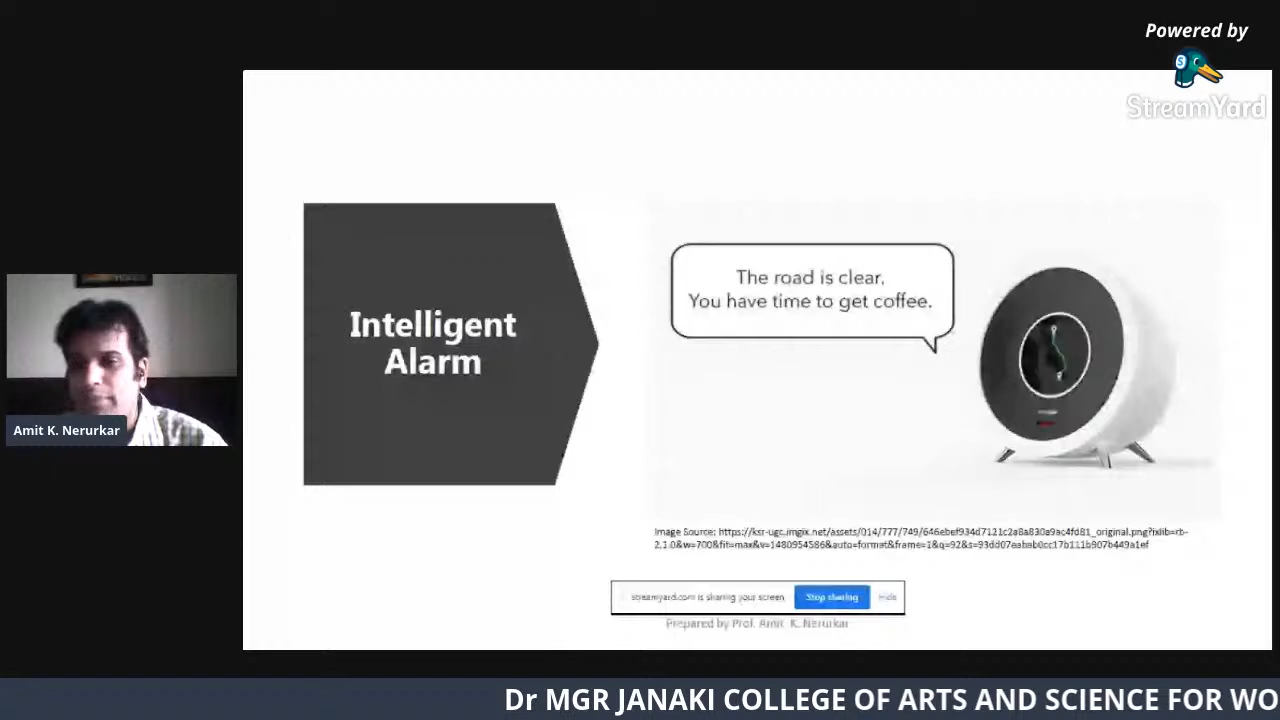 Powered by
StreamYard
Intelligent
Alarm
The road is clear.
You have time to get coffee.
Amit K. Nerurkar
Image Source:
streamyard.com is sharing your screen
Stop sharing
Hide
Prepared by Prof. Amit K. Nerurkar
Dr MGR JANAKI COLLEGE OF ARTS AND SCIENCE FOR WO